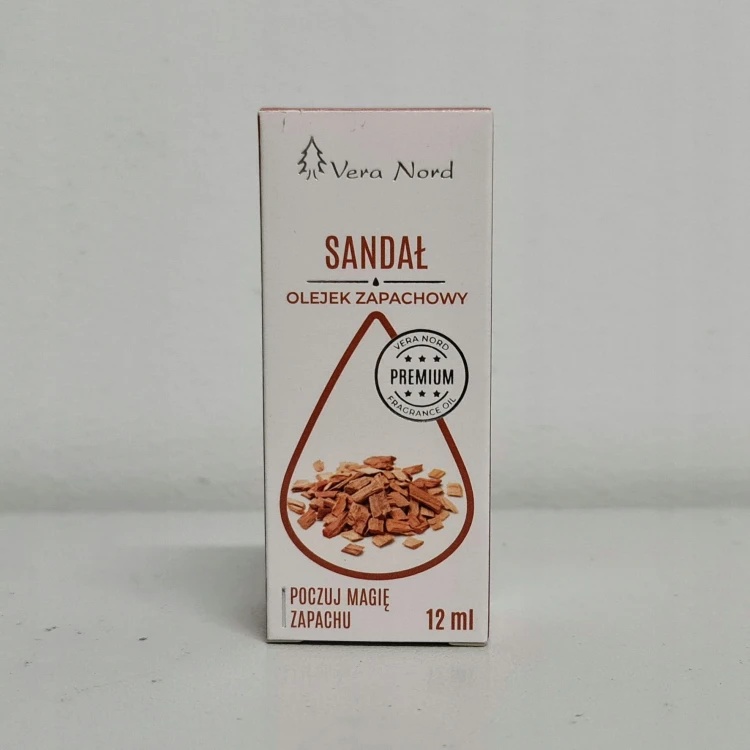 Vera Nord
SANDAŁ
OLEJEK ZAPACHOWY
VERA NORD
PREMIUM
FRAGRANCE OIL
POCZUJ MAGIĘ
ZAPACHU
12 ml